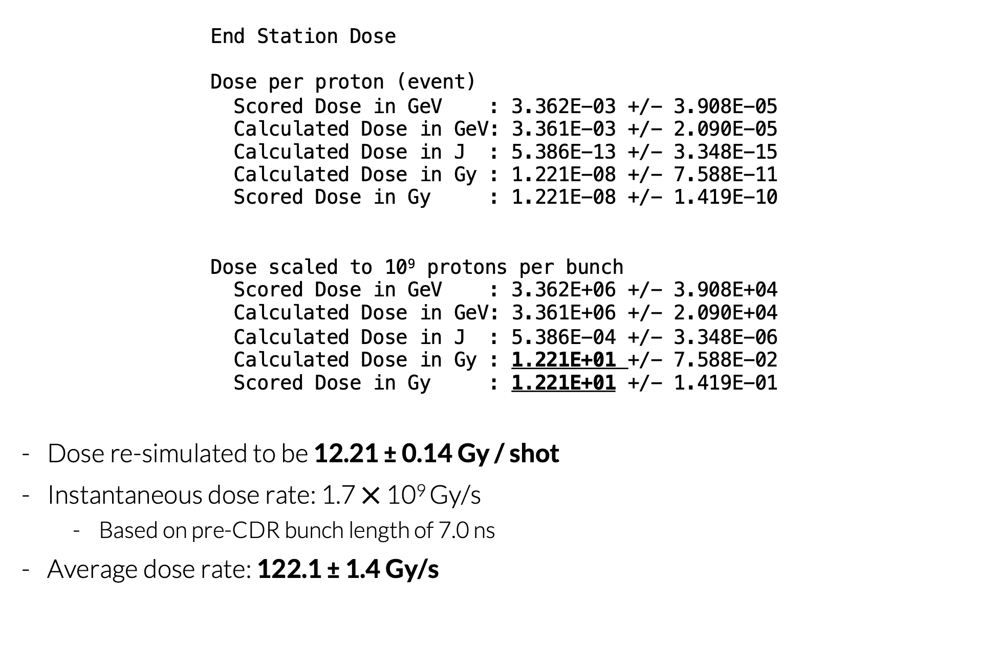 End Station Dose
Dose per proton (event)
Scored Dose in GeV : 3.362E−03 +/− 3.908E−05
Calculated Dose in GeV: 3.361E−03 +/− 2.090E−05
Calculated Dose in J : 5.386E−13 +/− 3.348E−15
Calculated Dose in Gy : 1.221E−08 +/− 7.588E−11
Scored Dose in Gy : 1.221E−08 +/− 1.419E−10
Dose scaled to 10⁹ protons per bunch
Scored Dose in GeV : 3.362E+06 +/− 3.908E+04
Calculated Dose in GeV: 3.361E+06 +/− 2.090E+04
Calculated Dose in J : 5.386E−04 +/− 3.348E−06
Calculated Dose in Gy : 1.221E+01 +/− 7.588E−02
Scored Dose in Gy : 1.221E+01 +/− 1.419E−01
- Dose re-simulated to be 12.21 ± 0.14 Gy / shot
- Instantaneous dose rate: 1.7 × 10⁹ Gy/s
- Based on pre-CDR bunch length of 7.0 ns
- Average dose rate: 122.1 ± 1.4 Gy/s